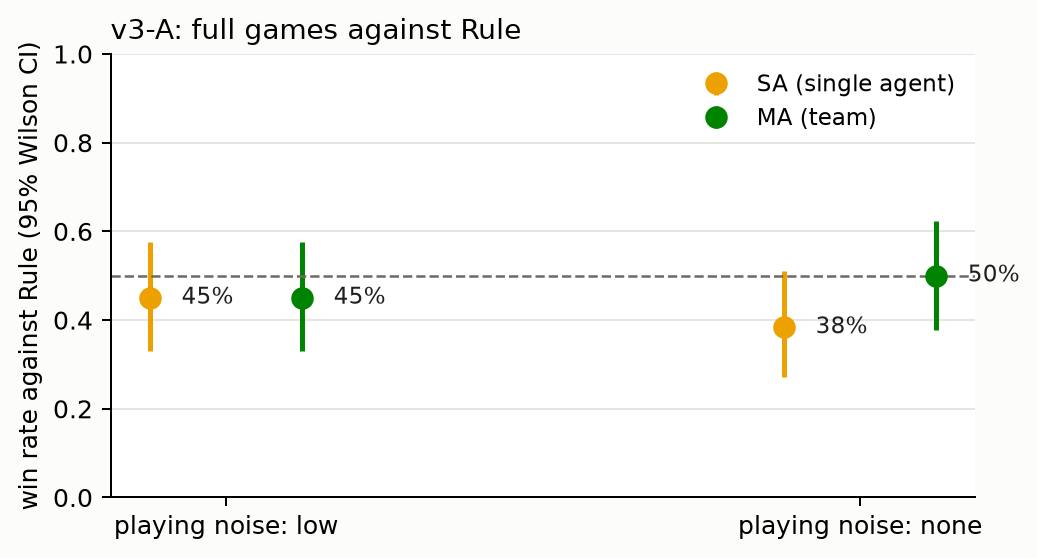 v3-A: full games against Rule
win rate against Rule (95% Wilson CI)
1.0
0.8
0.6
0.4
0.2
0.0
SA (single agent)
MA (team)
45%
45%
38%
50%
playing noise: low
playing noise: none